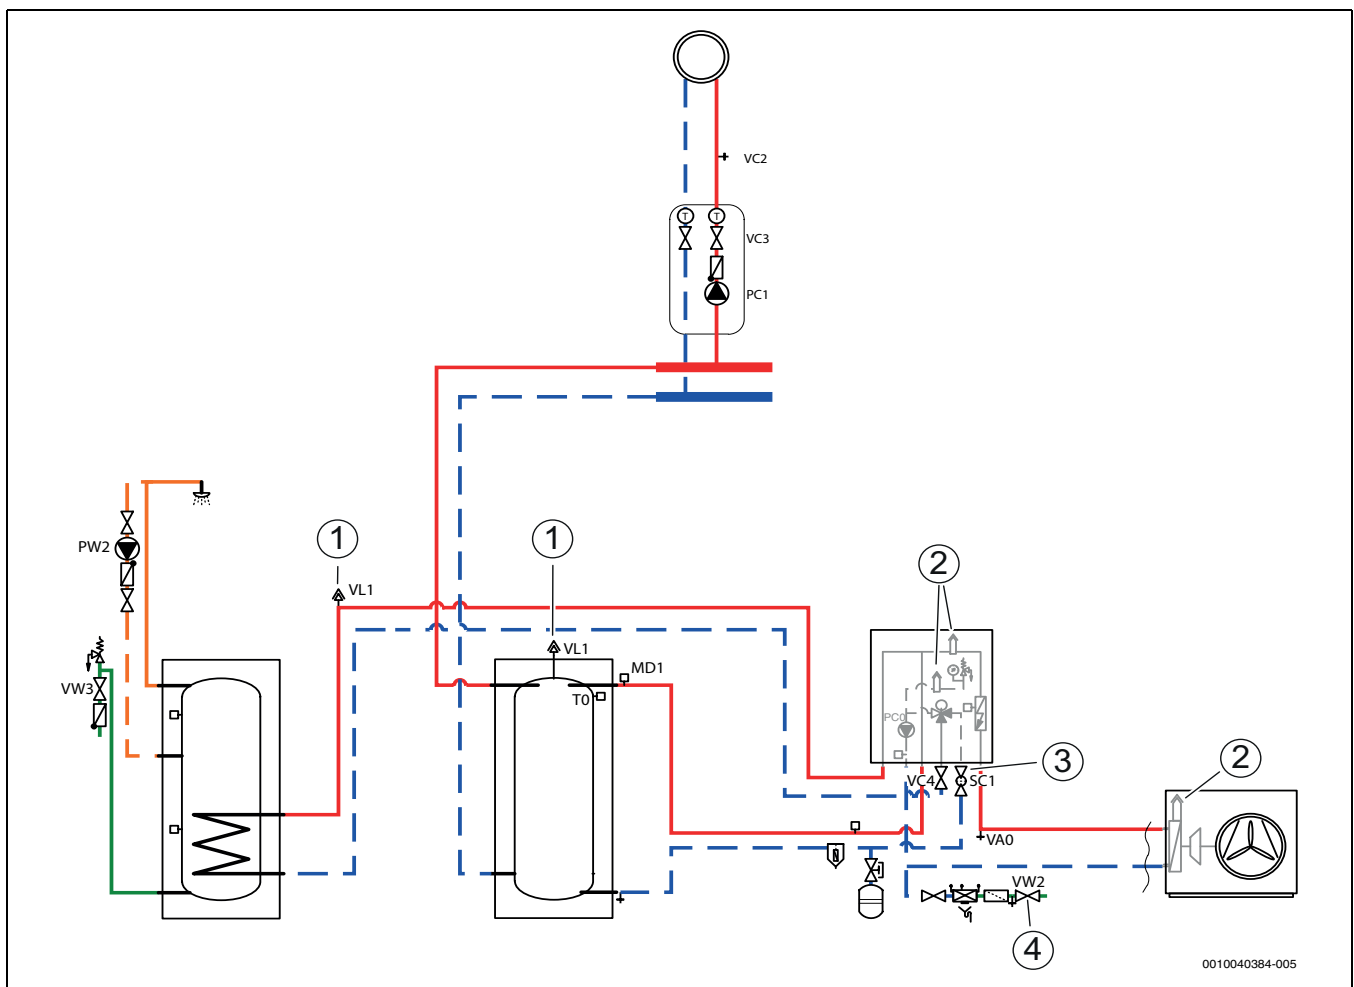 VC2
T T
VC3
PC1
1
1
2
PW2
VL1
VL1
MD1
T0
VW3
PC0
3
2
VC4
SC1
VA0
VW2
4
0010040384-005